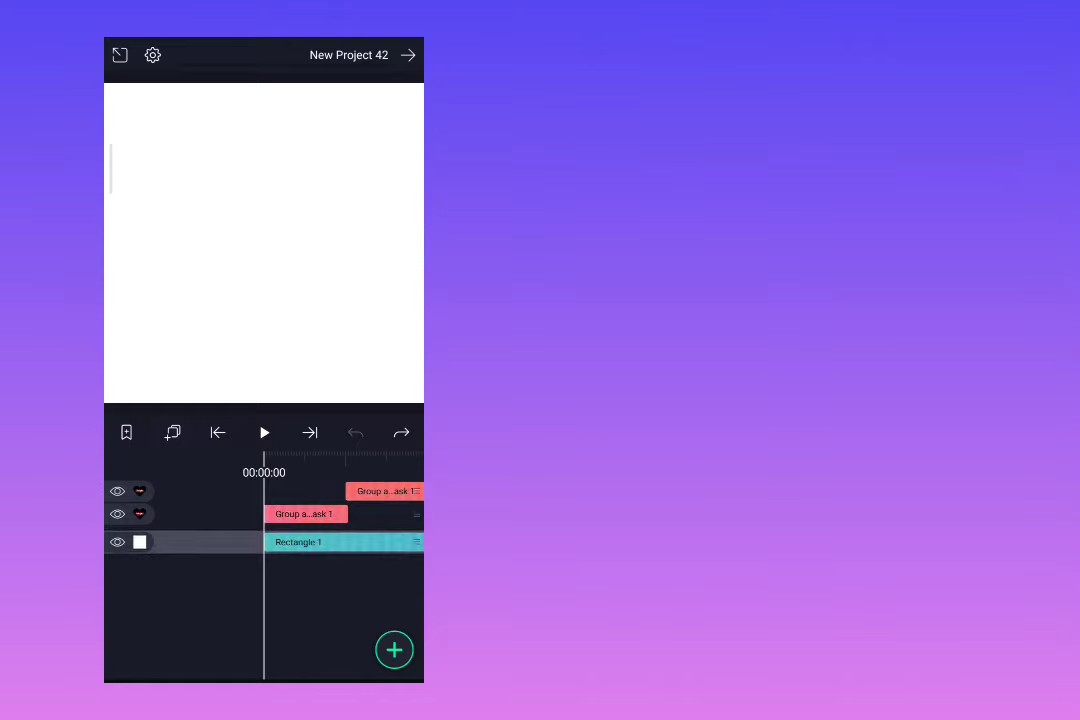 New Project 42
00:00:00
Group a...ask 1
Group a...ask 1
Rectangle 1